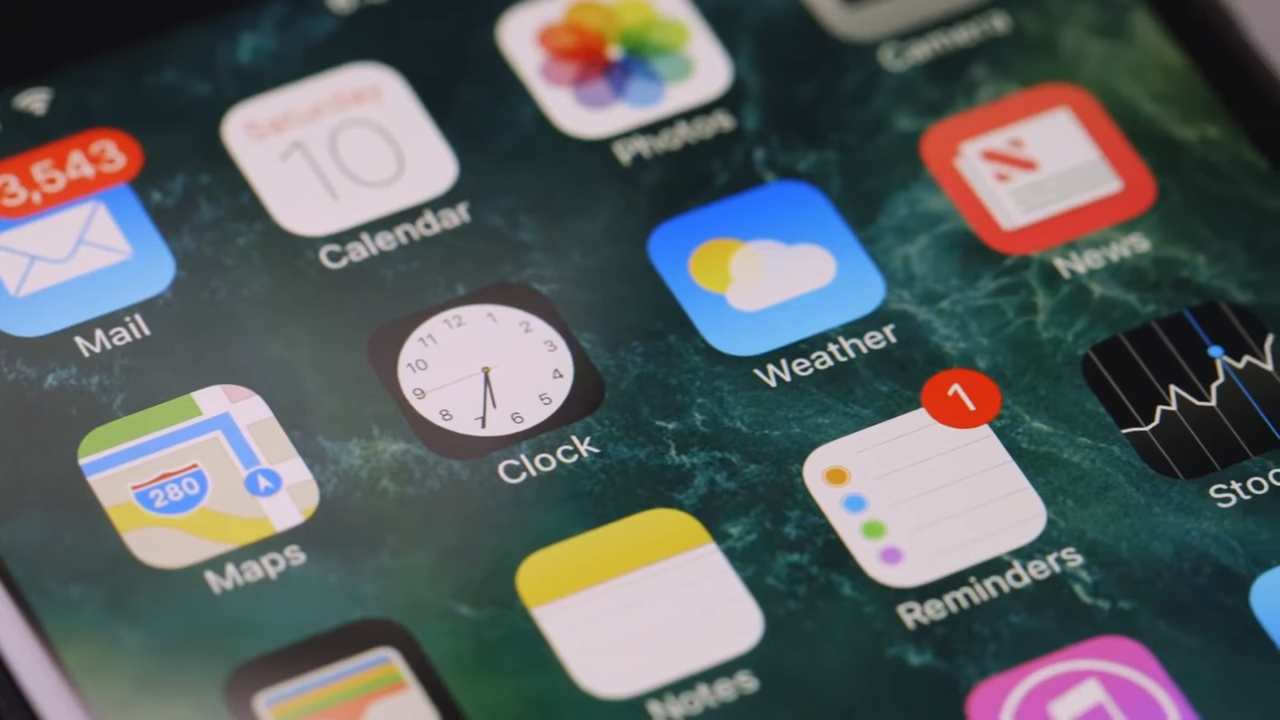 Camera
Photos
Saturday
10
Calendar
3,543
Mail
News
Weather
12
1
2
3
4
5
6
7
8
9
10
11
Clock
280
Maps
1
Reminders
Stoc
Notes